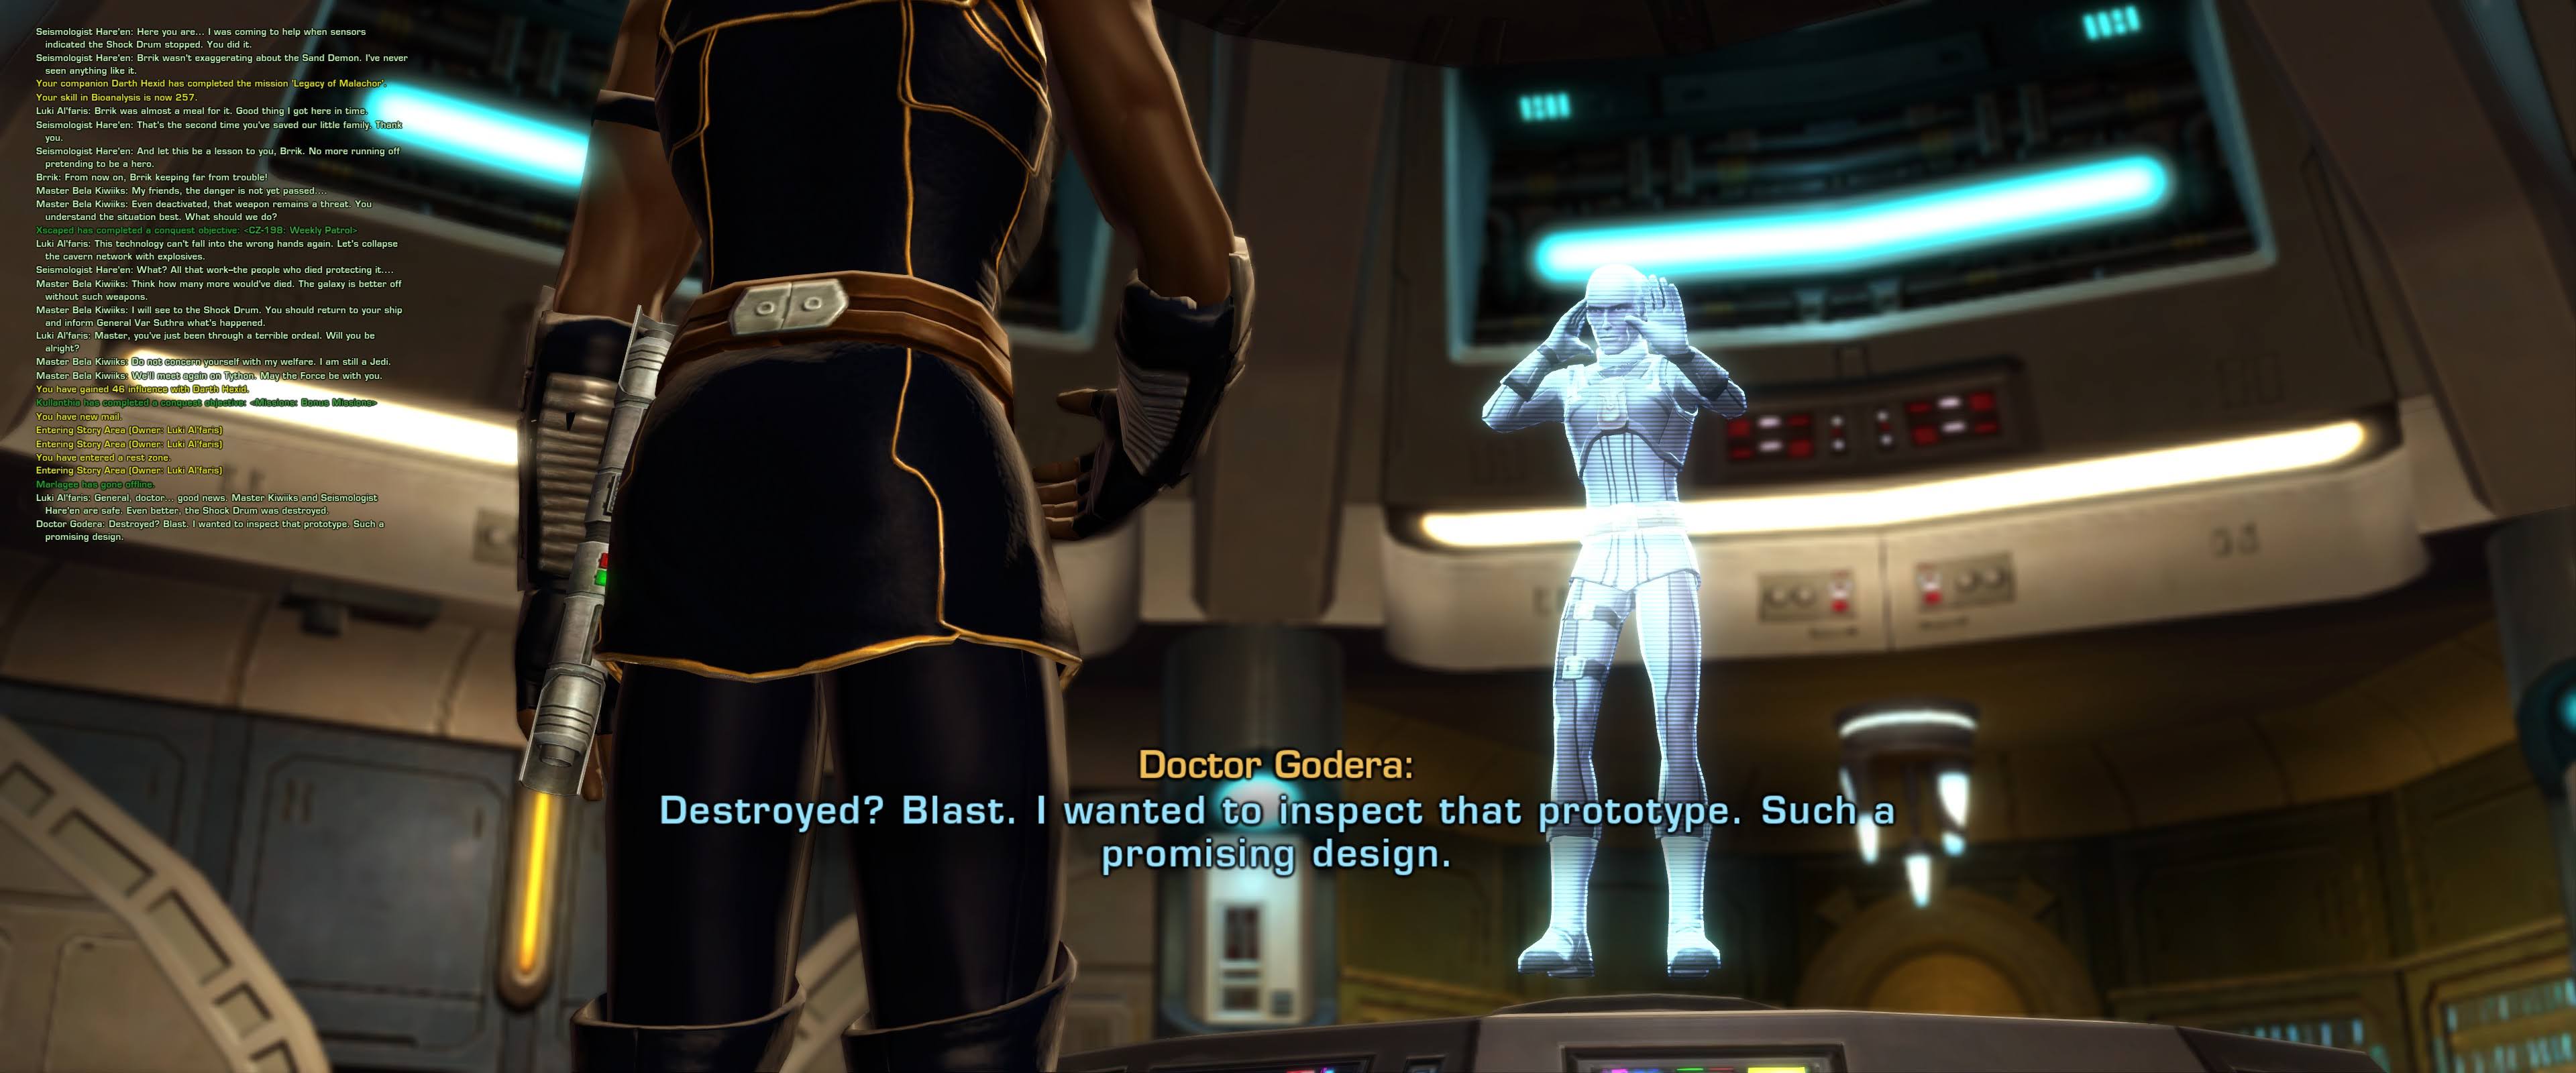 Seismologist Hare'en: Here you are... I was coming to help when sensors
indicated the Shock Drum stopped. You did it.
Seismologist Hare'en: Brrik wasn't exaggerating about the Sand Demon. I've never
seen anything like it.
Your companion Darth Hexid has completed the mission 'Legacy of Malachor'.
Your skill in Bioanalysis is now 257.
Luki Al'faris: Brrik was almost a meal for it. Good thing I got here in time.
Seismologist Hare'en: That's the second time you've saved our little family. Thank
you.
Seismologist Hare'en: And let this be a lesson to you, Brrik. No more running off
pretending to be a hero.
Brrik: From now on, Brrik keeping far from trouble!
Master Bela Kiwiiks: My friends, the danger is not yet passed....
Master Bela Kiwiiks: Even deactivated, that weapon remains a threat. You
understand the situation best. What should we do?
Xscaped has completed a conquest objective: <CZ-198: Weekly Patrol>
Luki Al'faris: This technology can't fall into the wrong hands again. Let's collapse
the cavern network with explosives.
Seismologist Hare'en: What? All that work—the people who died protecting it....
Master Bela Kiwiiks: Think how many more would've died. The galaxy is better off
without such weapons.
Master Bela Kiwiiks: I will see to the Shock Drum. You should return to your ship
and inform General Var Suthra what's happened.
Luki Al'faris: Master, you've just been through a terrible ordeal. Will you be
alright?
Master Bela Kiwiiks: Do not concern yourself with my welfare. I am still a Jedi.
Master Bela Kiwiiks: We'll meet again on Tython. May the Force be with you.
You have gained 46 influence with Darth Hexid.
Kullanthia has completed a conquest objective: <Missions: Bonus Missions>
You have new mail.
Entering Story Area (Owner: Luki Al'faris)
Entering Story Area (Owner: Luki Al'faris)
You have entered a rest zone.
Entering Story Area (Owner: Luki Al'faris)
Marlagee has gone offline.
Luki Al'faris: General, doctor... good news. Master Kiwiiks and Seismologist
Hare'en are safe. Even better, the Shock Drum was destroyed.
Doctor Godera: Destroyed? Blast. I wanted to inspect that prototype. Such a
promising design.
Doctor Godera:
Destroyed? Blast. I wanted to inspect that prototype. Such a
promising design.